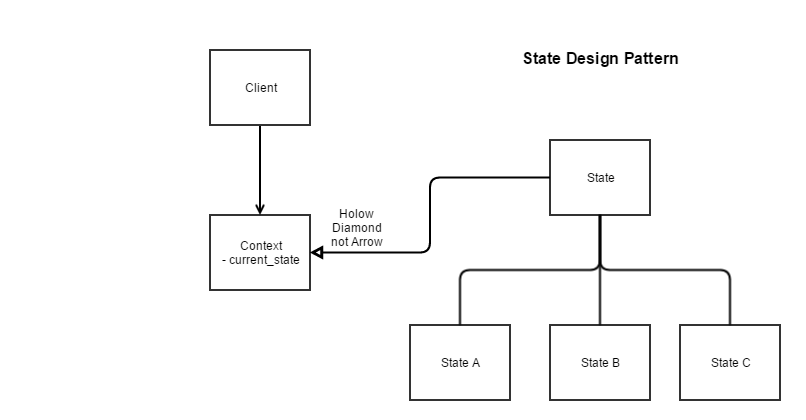 State Design Pattern
Client
State
Holow
Diamond
not Arrow
Context
- current_state
State A
State B
State C